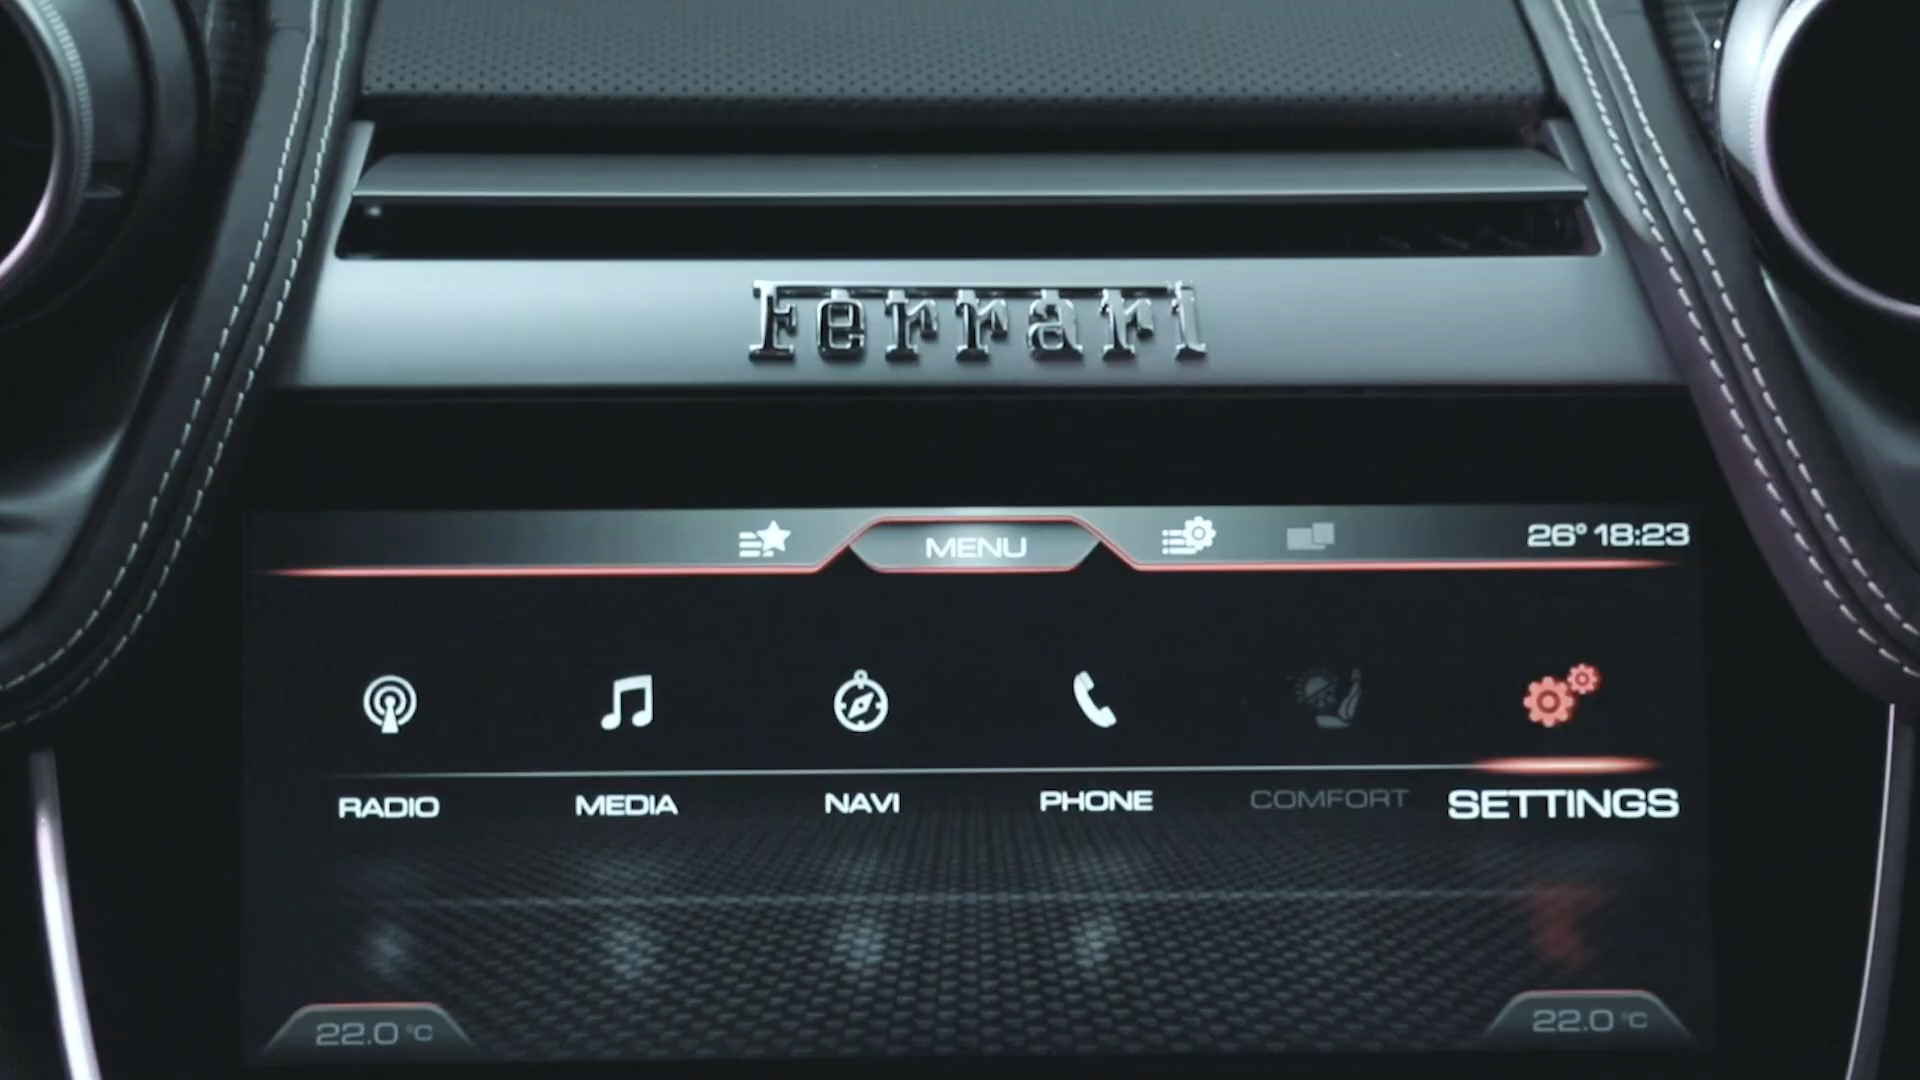 Ferrari
MENU
26° 18:23
RADIO MEDIA NAVI PHONE COMFORT SETTINGS
22.0 °C 22.0 °C